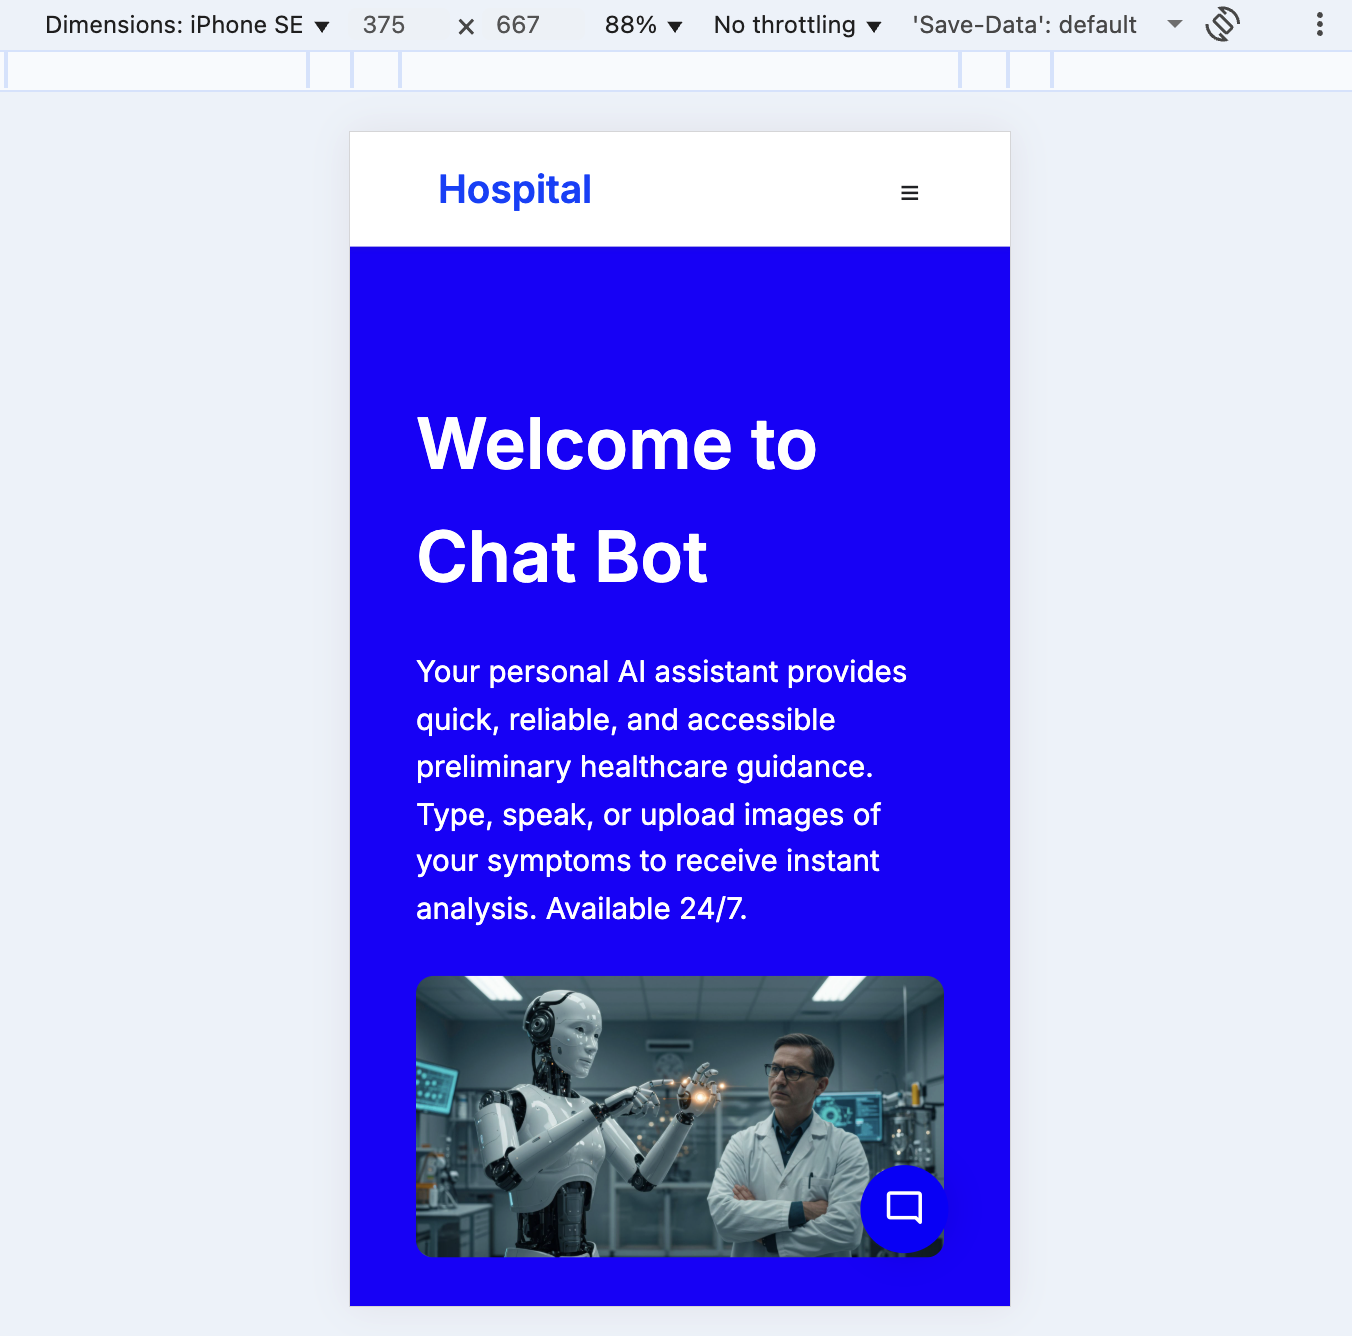 Dimensions: iPhone SE ▼ 375 × 667 88% ▼ No throttling ▼ 'Save-Data': default
Hospital
Welcome to
Chat Bot
Your personal AI assistant provides
quick, reliable, and accessible
preliminary healthcare guidance.
Type, speak, or upload images of
your symptoms to receive instant
analysis. Available 24/7.